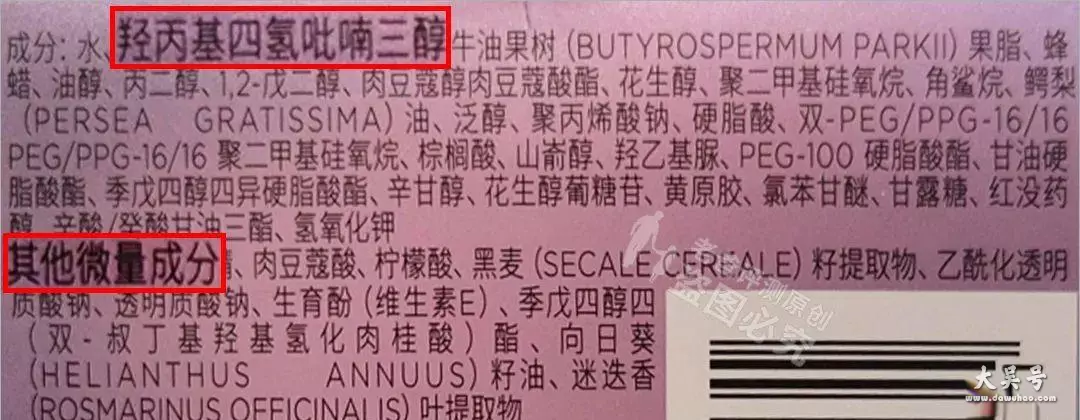 成分: 水、羟丙基四氢吡喃三醇 牛油果树 (BUTYROSPERMUM PARKII) 果脂、蜂
蜡、油醇、丙二醇、1,2-戊二醇、肉豆蔻醇肉豆蔻酸酯、花生醇、聚二甲基硅氧烷、角鲨烷、鳄梨
(PERSEA GRATISSIMA) 油、泛醇、聚丙烯酸钠、硬脂酸、双-PEG/PPG-16/16
PEG/PPG-16/16 聚二甲基硅氧烷、棕榈酸、山嵛醇、羟乙基脲、PEG-100 硬脂酸酯、甘油硬
脂酸酯、季戊四醇四异硬脂酸酯、辛甘醇、花生醇葡糖苷、黄原胶、氯苯甘醚、甘露糖、红没药
醇、辛酸/癸酸甘油三酯、氢氧化钾
其他微量成分 、肉豆蔻酸、柠檬酸、黑麦 (SECALE CEREALE) 籽提取物、乙酰化透明
质酸钠、透明质酸钠、生育酚 (维生素E)、季戊四醇四
(双-叔丁基羟基氢化肉桂酸) 酯、向日葵
(HELIANTHUS ANNUUS) 籽油、迷迭香
(ROSMARINUS OFFICINALIS) 叶提取物
老爸评测原创
盗图必究
大吴号
www.dawohao.com